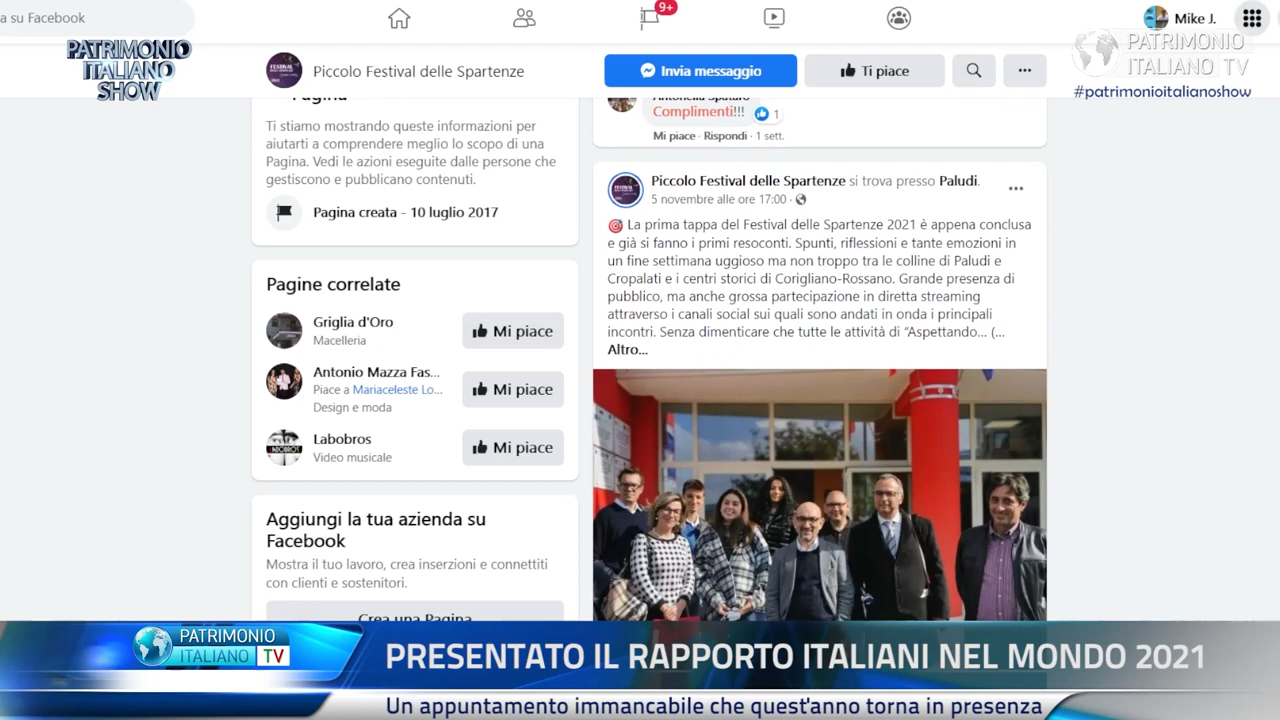 a su Facebook
9+
Mike J.
PATRIMONIO
ITALIANO
SHOW
PATRIMONIO
ITALIANO TV
#patrimonioitalianoshow
Piccolo Festival delle Spartenze
Invia messaggio
Ti piace
Pagina
Ti stiamo mostrando queste informazioni per
aiutarti a comprendere meglio lo scopo di una
Pagina. Vedi le azioni eseguite dalle persone che
gestiscono e pubblicano contenuti.
Pagina creata - 10 luglio 2017
Pagine correlate
Griglia d'Oro
Macelleria
Mi piace
Antonio Mazza Fas...
Piace a Mariaceleste Lo...
Design e moda
Mi piace
Labobros
Video musicale
Mi piace
Aggiungi la tua azienda su
Facebook
Mostra il tuo lavoro, crea inserzioni e connettiti
con clienti e sostenitori.
Crea una Pagina
Antonella Spataro
Complimenti!!!
1
Mi piace · Rispondi · 1 sett.
Piccolo Festival delle Spartenze si trova presso Paludi.
5 novembre alle ore 17:00 ·
La prima tappa del Festival delle Spartenze 2021 è appena conclusa
e già si fanno i primi resoconti. Spunti, riflessioni e tante emozioni in
un fine settimana uggioso ma non troppo tra le colline di Paludi e
Cropalati e i centri storici di Corigliano-Rossano. Grande presenza di
pubblico, ma anche grossa partecipazione in diretta streaming
attraverso i canali social sui quali sono andati in onda i principali
incontri. Senza dimenticare che tutte le attività di “Aspettando... (...
Altro...
PATRIMONIO
ITALIANO TV
PRESENTATO IL RAPPORTO ITALIANI NEL MONDO 2021
Un appuntamento immancabile che quest'anno torna in presenza